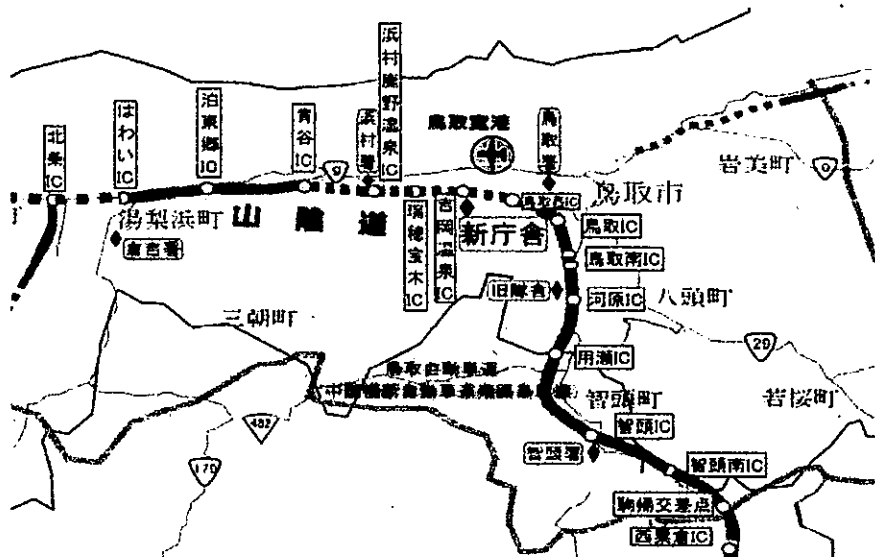 北条IC
はわいIC
泊東郷IC
青谷IC
浜村署
浜村鹿野温泉IC
鳥取空港
鳥取署
岩美町
9
9
鳥取市
湯梨浜町
山陰道
瑞穂宝木IC
吉岡温泉IC
新庁舎
鳥取西IC
鳥取IC
倉吉署
鳥取南IC
旧隊舎
河原IC
八頭町
三朝町
29
用瀬IC
鳥取自動車道
智頭町
若桜町
482
179
智頭IC
智頭署
智頭南IC
駒帰交差点
西粟倉IC